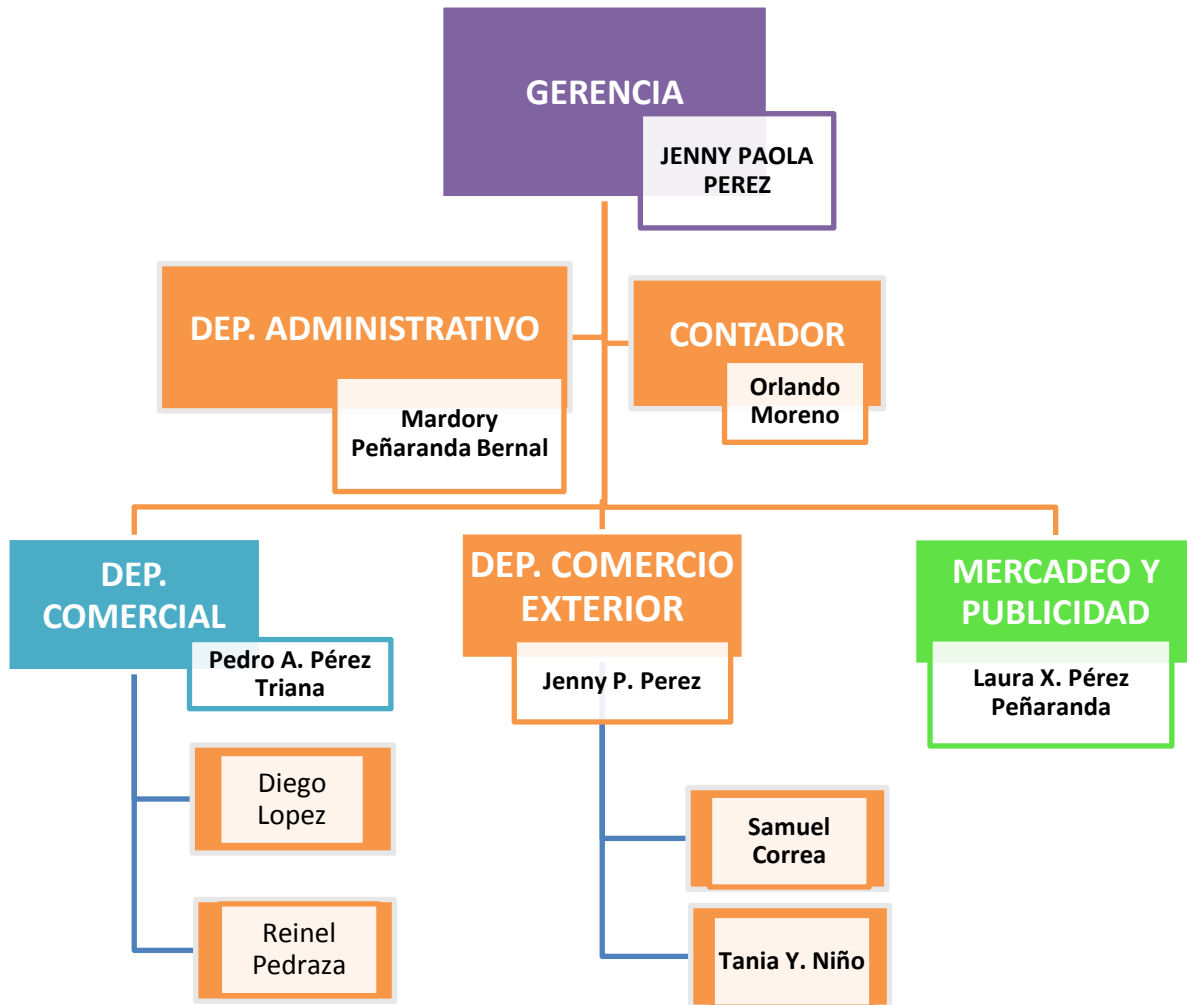 GERENCIA
JENNY PAOLA
PEREZ
DEP. ADMINISTRATIVO
Mardory
Peñaranda Bernal
CONTADOR
Orlando
Moreno
DEP.
COMERCIAL
Pedro A. Pérez
Triana
DEP. COMERCIO
EXTERIOR
Jenny P. Perez
MERCADEO Y
PUBLICIDAD
Laura X. Pérez
Peñaranda
Diego
Lopez
Reinel
Pedraza
Samuel
Correa
Tania Y. Niño